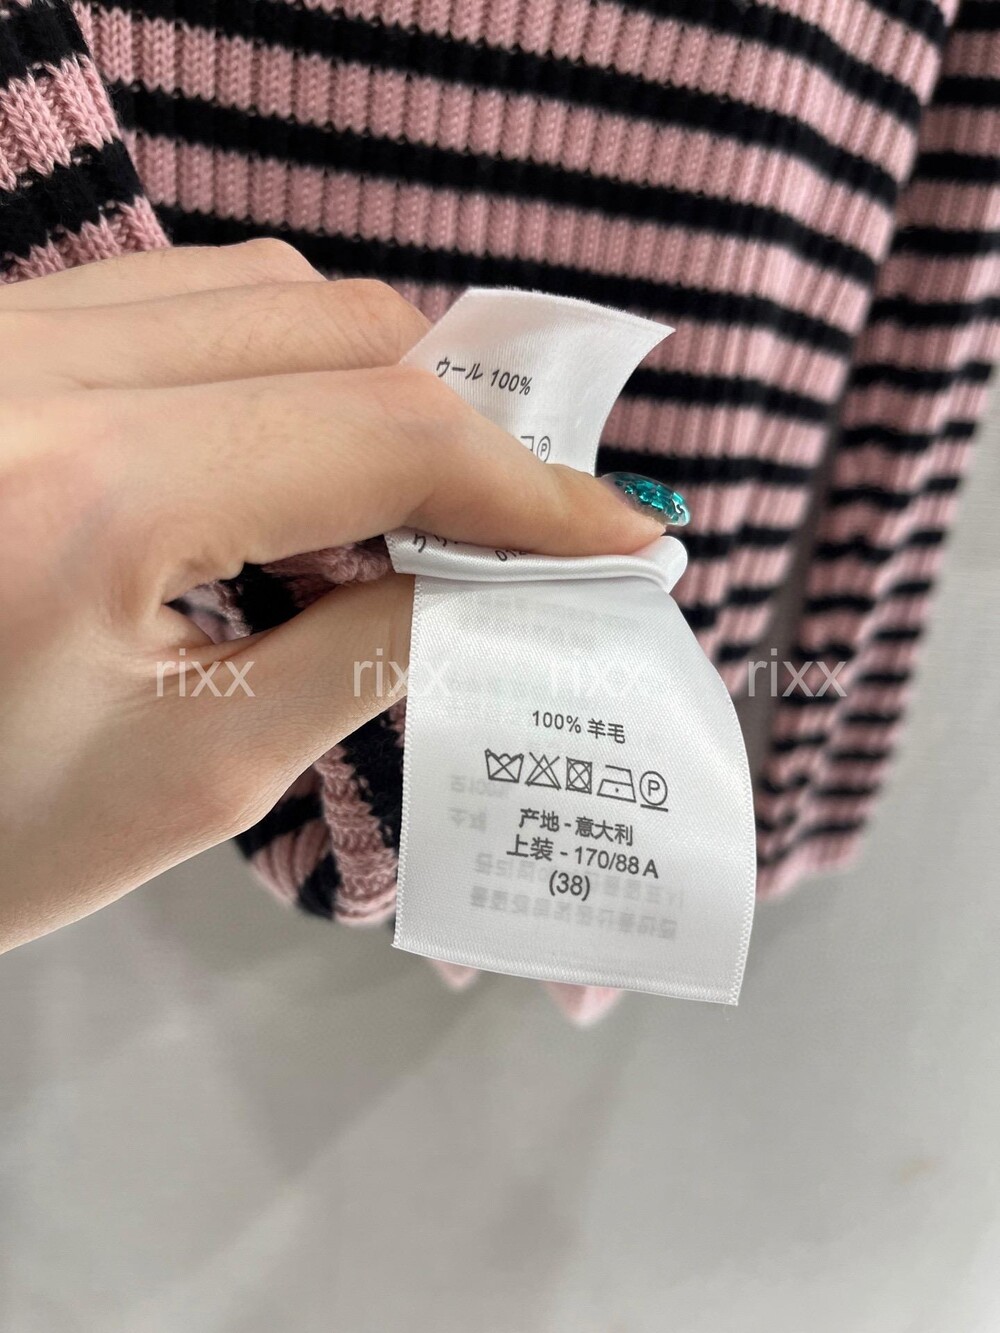 ウール 100%
rixx rixx rixx rixx
100% 羊毛
P
产地 - 意大利
上装 - 170/88 A
(38)